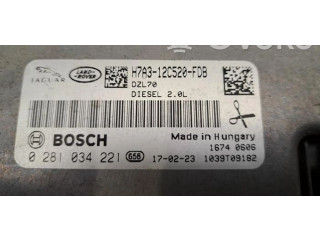 JAGUAR
LAND-ROVER
H7A3-12C520-FDB
DZL70
DIESEL 2.0L
BOSCH
Made in Hungary
1674 0606
0 281 034 221 658 17-02-23 1039T09182